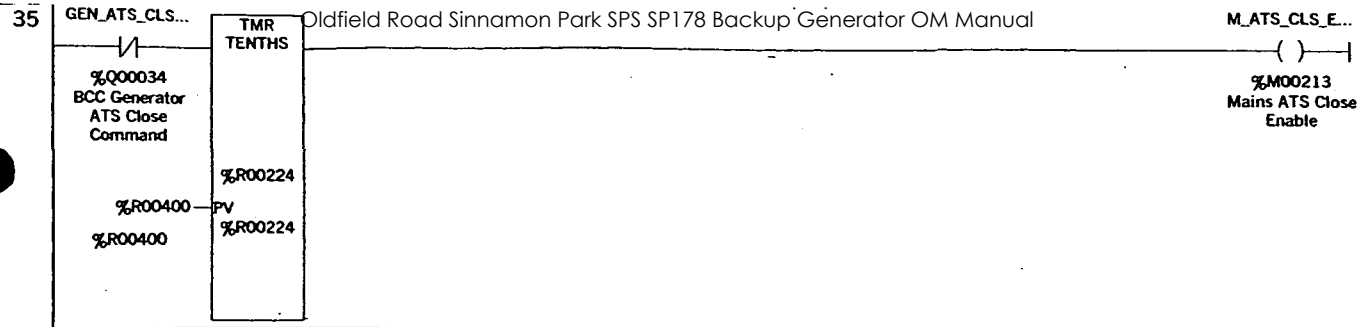 35
GEN_ATS_CLS...
TMR
TENTHS
Oldfield Road Sinnamon Park SPS SP178 Backup Generator OM Manual
M_ATS_CLS_E...
%Q00034
BCC Generator
ATS Close
Command
%M00213
Mains ATS Close
Enable
%R00224
%R00400
PV
%R00400
%R00224